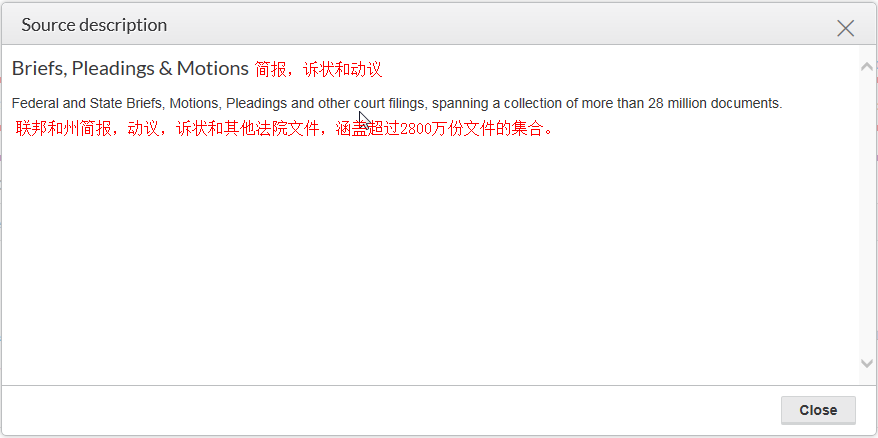 Source description
Briefs, Pleadings & Motions 简报，诉状和动议
Federal and State Briefs, Motions, Pleadings and other court filings, spanning a collection of more than 28 million documents.
联邦和州简报，动议，诉状和其他法院文件，涵盖超过2800万份文件的集合。
Close